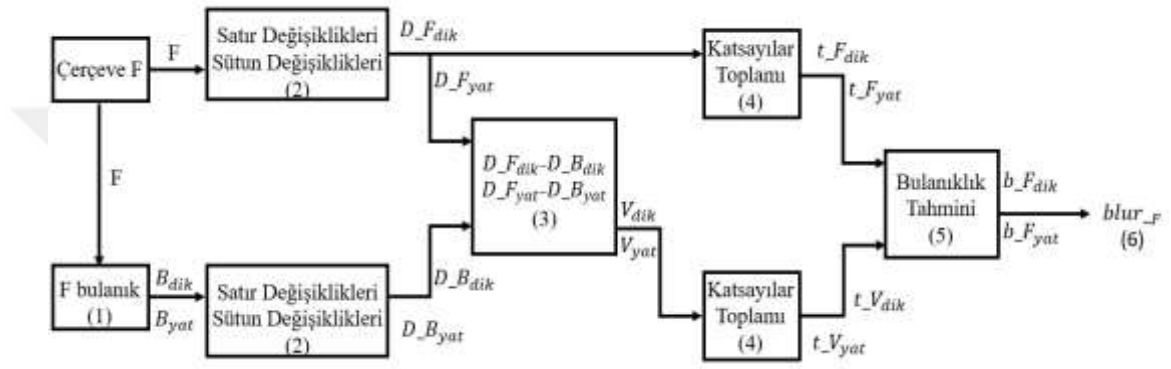 Çerçeve F
F
Satır Değişiklikleri
Sütun Değişiklikleri
(2)
D_F_dik
D_F_yat
Katsayılar
Toplamı
(4)
t_F_dik
t_F_yat
F
D_F_dik-D_B_dik
D_F_yat-D_B_yat
(3)
V_dik
V_yat
Bulanıklık
Tahmini
(5)
b_F_dik
b_F_yat
blur_F
(6)
F bulanık
(1)
B_dik
B_yat
Satır Değişiklikleri
Sütun Değişiklikleri
(2)
D_B_dik
D_B_yat
Katsayılar
Toplamı
(4)
t_V_dik
t_V_yat